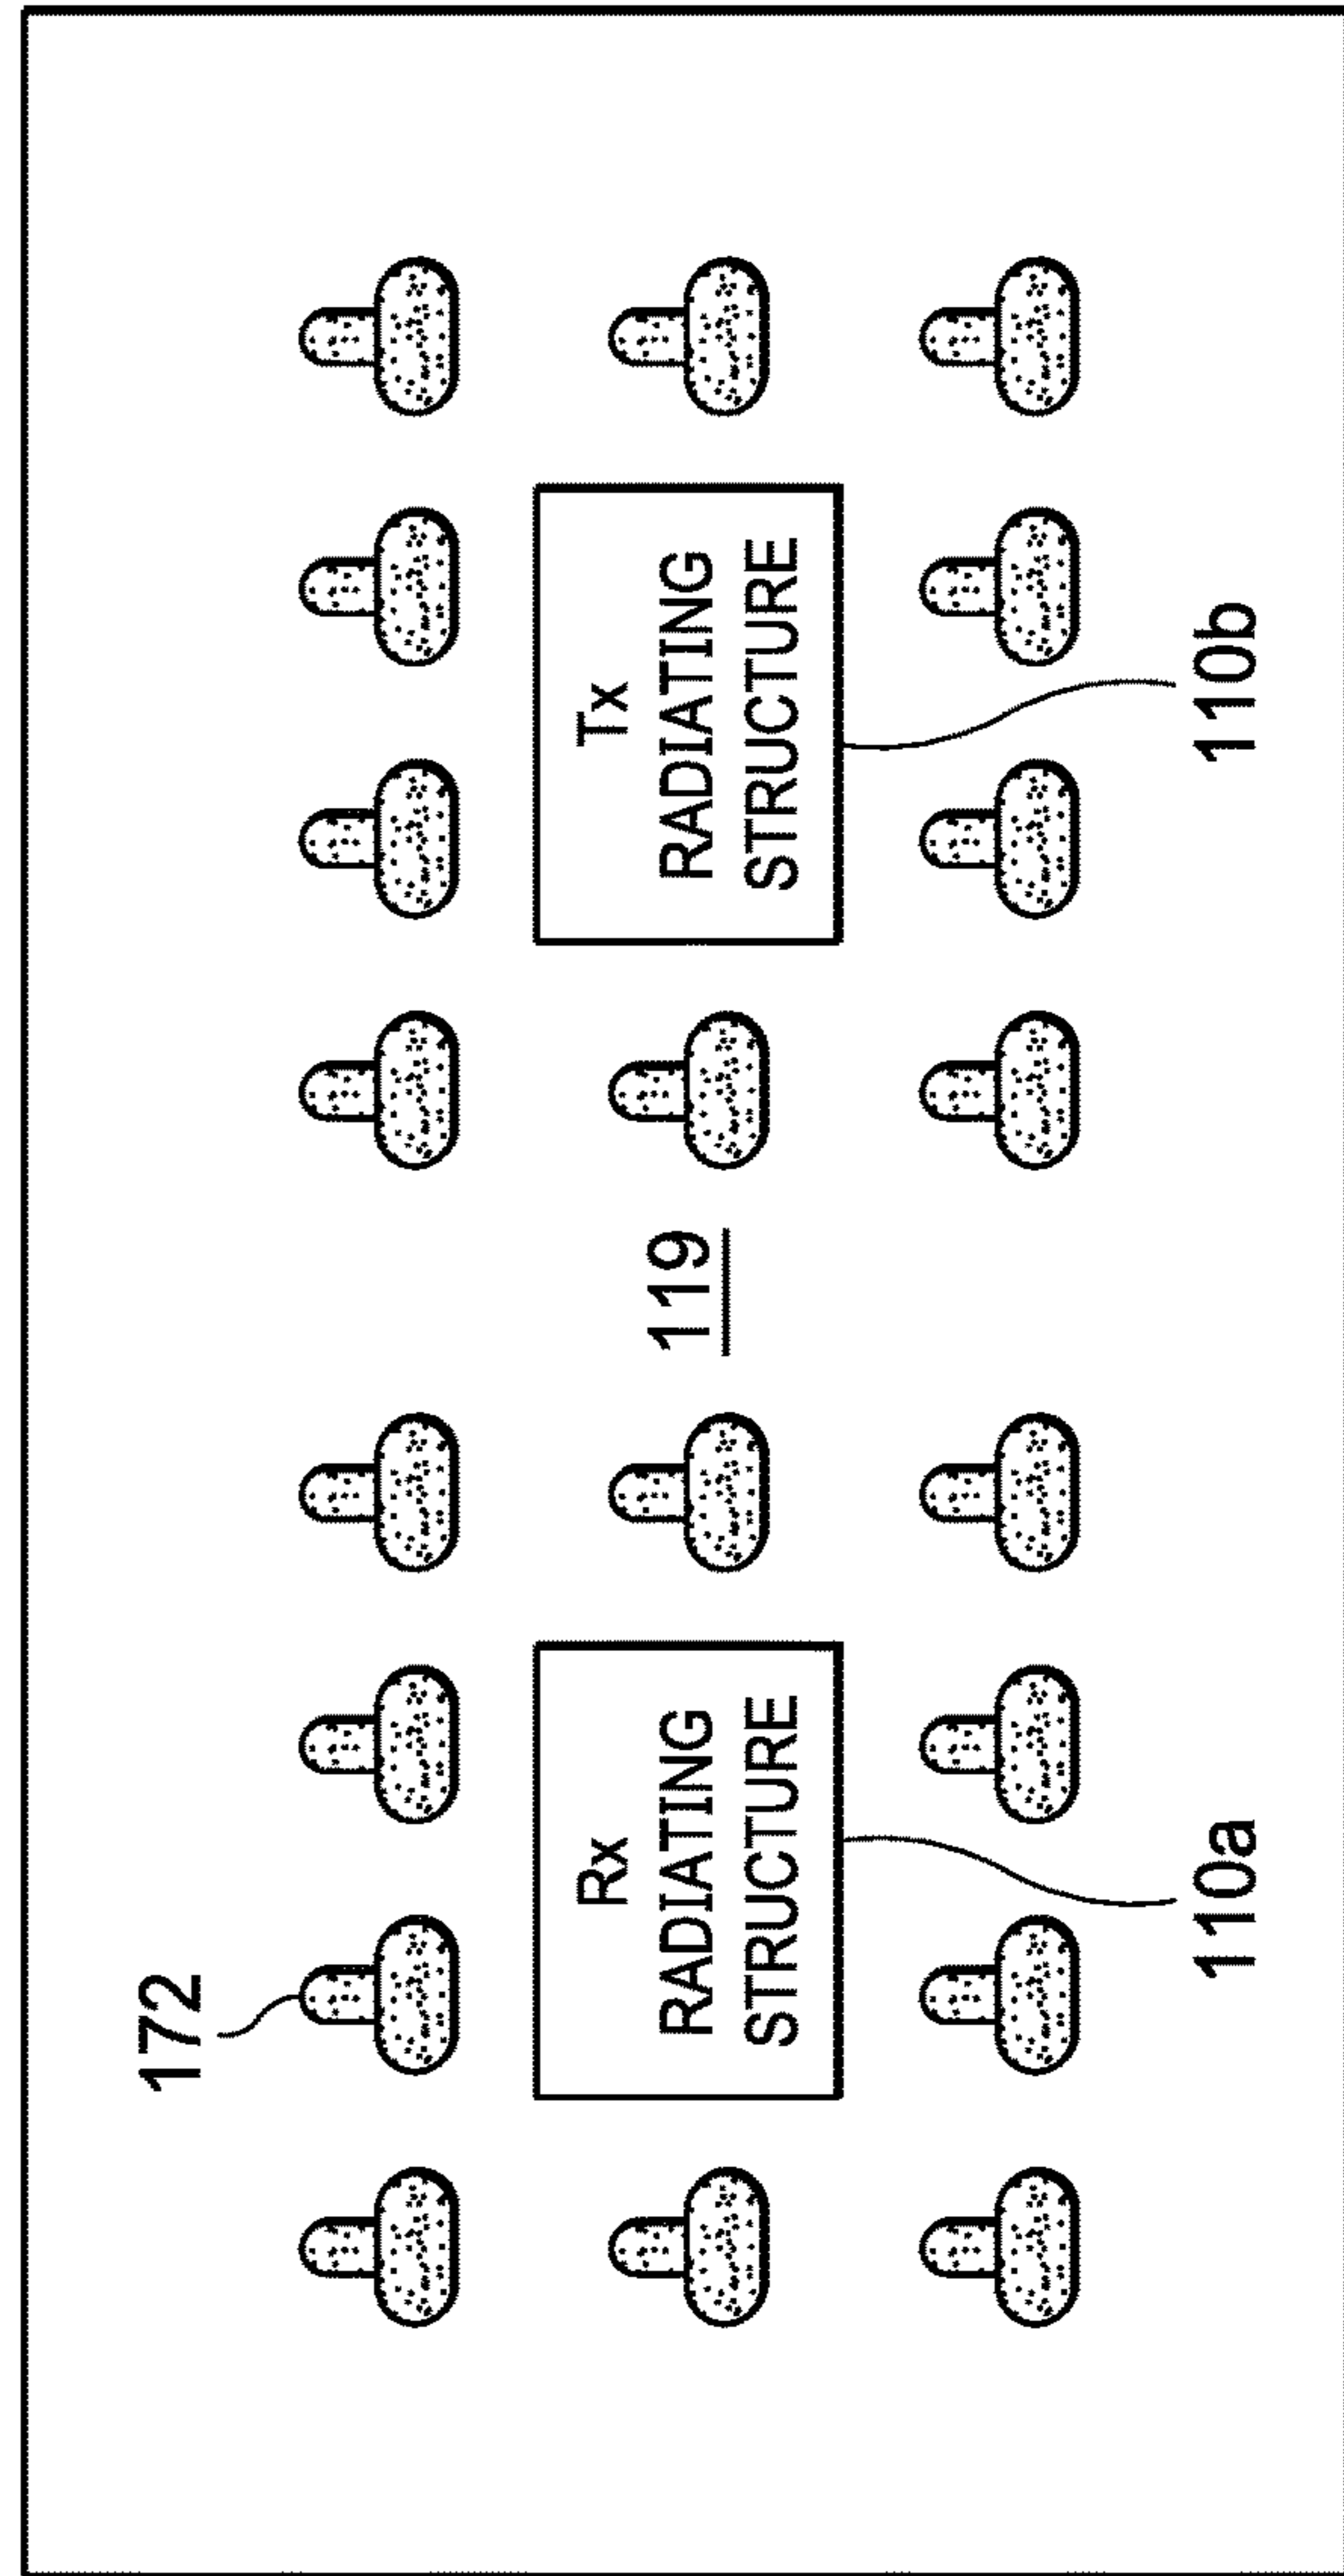 172
Rx
RADIATING
STRUCTURE
119
Tx
RADIATING
STRUCTURE
110a
110b